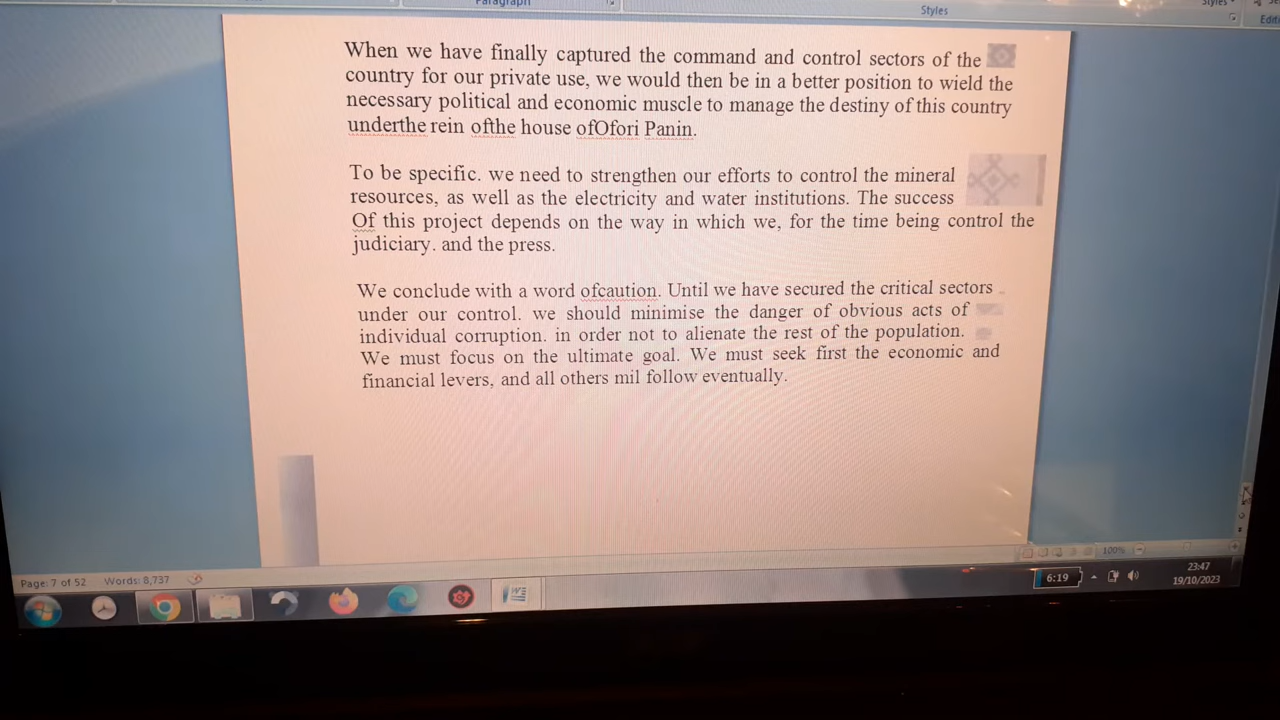 Paragraph
Styles
Styles
When we have finally captured the command and control sectors of the
country for our private use, we would then be in a better position to wield the
necessary political and economic muscle to manage the destiny of this country
underthe rein ofthe house ofOfori Panin.
To be specific. we need to strengthen our efforts to control the mineral
resources, as well as the electricity and water institutions. The success
Of this project depends on the way in which we, for the time being control the
judiciary. and the press.
We conclude with a word ofcaution. Until we have secured the critical sectors
under our control. we should minimise the danger of obvious acts of
individual corruption. in order not to alienate the rest of the population.
We must focus on the ultimate goal. We must seek first the economic and
financial levers, and all others mil follow eventually.
Page: 7 of 52 Words: 8,737
100%
6:19
23:47
19/10/2023